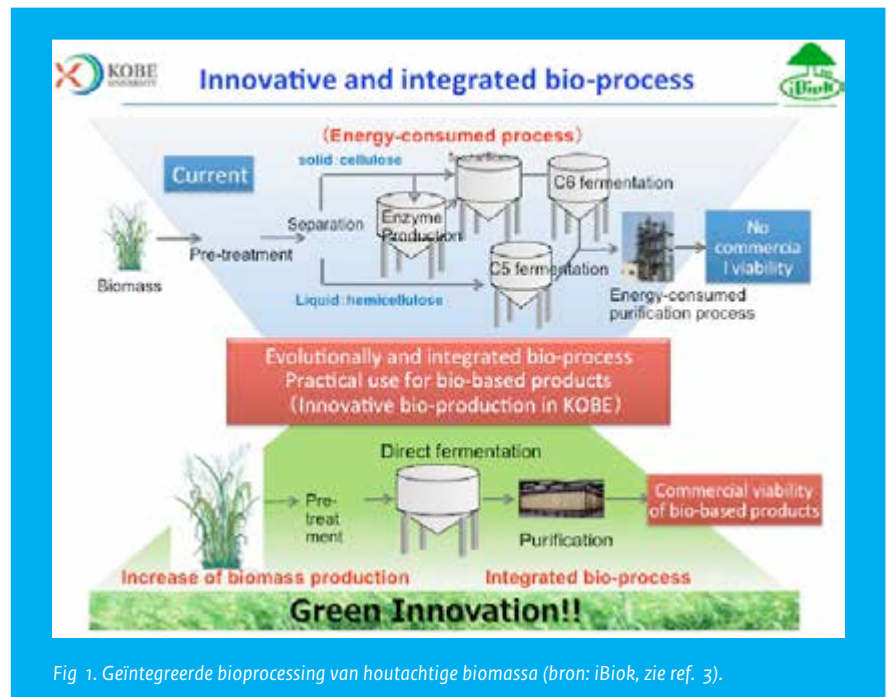 KOBE
UNIVERSITY
Innovative and integrated bio-process
iBiok
(Energy-consumed process)
solid cellulose
Current
C6 fermentation
Separation
Enzyme
Production
Pre-treatment
Biomass
C5 fermentation
Liquid hemicellulose
Energy-consumed
purification process
No
commercia
l viability
Evolutionally and integrated bio-process
Practical use for bio-based products
(Innovative bio-production in KOBE)
Direct fermentation
Pre-
treat
ment
Purification
Commercial viability
of bio-based products
Increase of biomass production
Integrated bio-process
Green Innovation!!
Fig 1. Geïntegreerde bioprocessing van houtachtige biomassa (bron: iBiok, zie ref. 3).